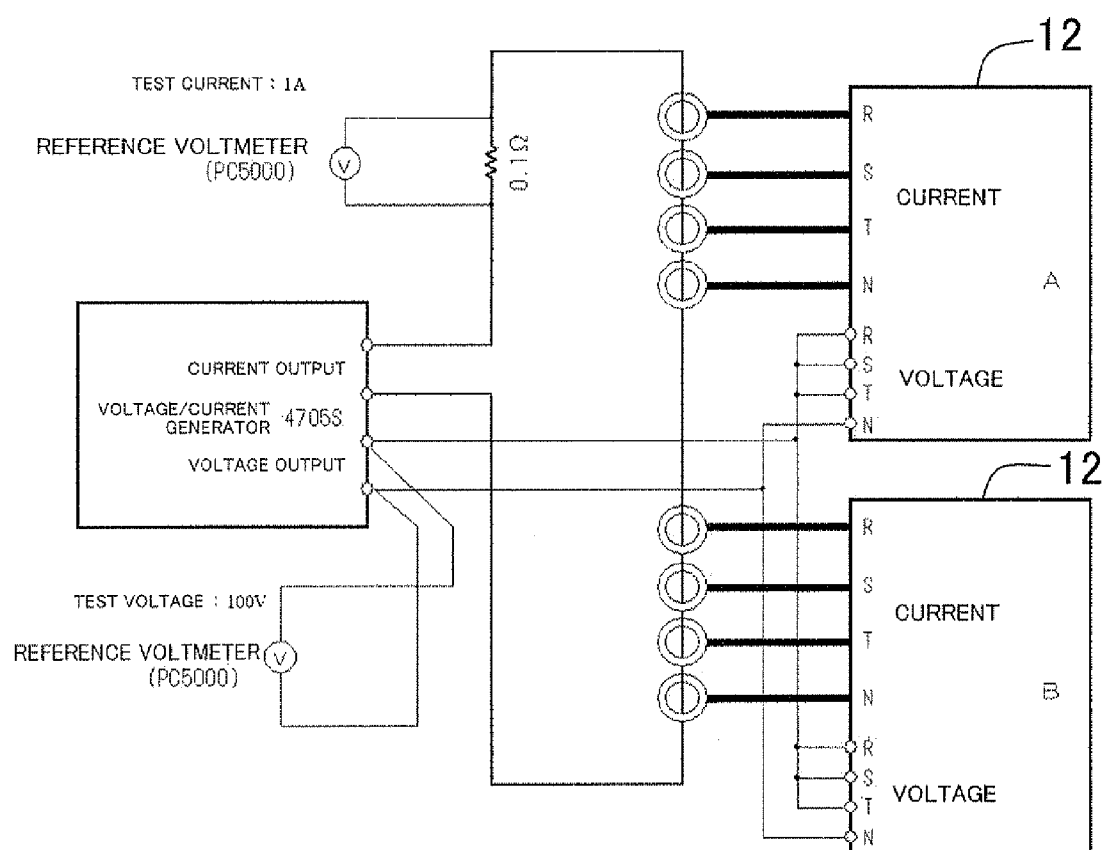 12
TEST CURRENT : 1A
REFERENCE VOLTMETER
(PC5000)
V
0.1Ω
R
S
T
N
CURRENT
A
R
S
T
N
VOLTAGE
CURRENT OUTPUT
VOLTAGE/CURRENT
GENERATOR 4705S
VOLTAGE OUTPUT
12
TEST VOLTAGE : 100V
REFERENCE VOLTMETER
(PC5000)
V
R
S
T
N
CURRENT
B
R
S
T
N
VOLTAGE